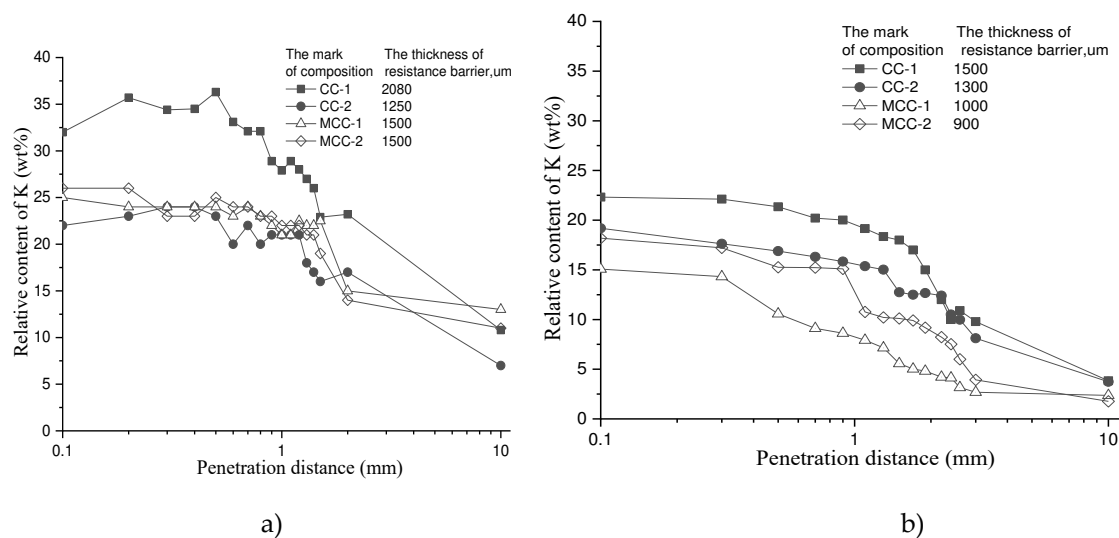 The mark The thickness of
of composition resistance barrier,um
CC-1 2080
CC-2 1250
MCC-1 1500
MCC-2 1500
40
35
30
25
20
15
10
5
0
0.1 1 10
Relative content of K (wt%)
Penetration distance (mm)
a)
The mark The thickness of
of composition resistance barrier,um
CC-1 1500
CC-2 1300
MCC-1 1000
MCC-2 900
40
35
30
25
20
15
10
5
0
0.1 1 10
Relative content of K (wt%)
Penetration distance (mm)
b)